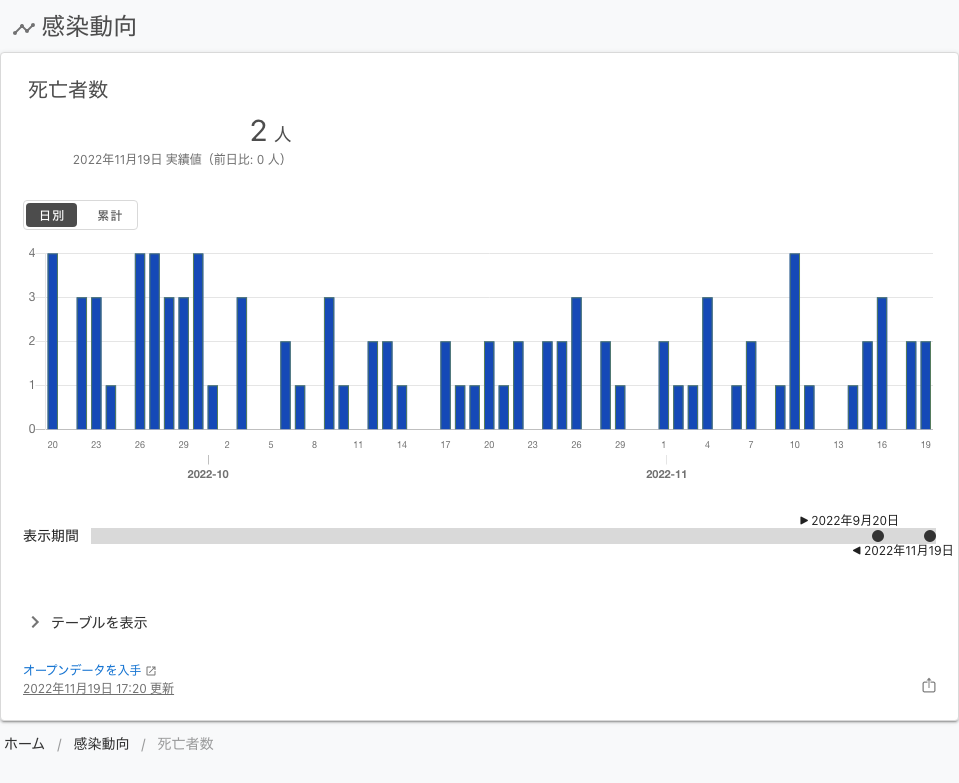 感染動向
死亡者数
2 人
2022年11月19日 実績値（前日比: 0 人）
日別 累計
4
3
2
1
0
20 23 26 29 2 5 8 11 14 17 20 23 26 29 1 4 7 10 13 16 19
2022-10 2022-11
2022年9月20日
表示期間
2022年11月19日
テーブルを表示
オープンデータを入手
2022年11月19日 17:20 更新
ホーム / 感染動向 / 死亡者数